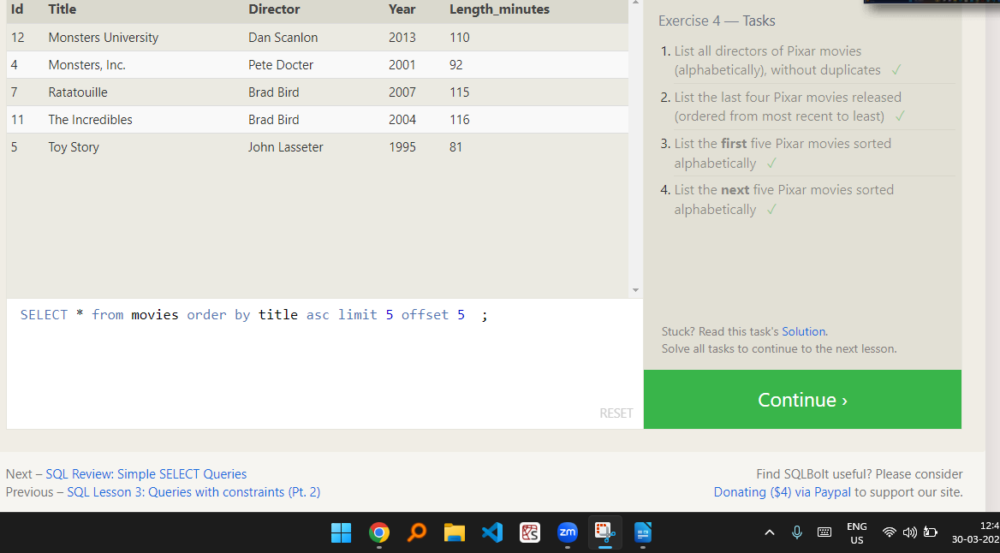 Id Title Director Year Length_minutes
12 Monsters University Dan Scanlon 2013 110
4 Monsters, Inc. Pete Docter 2001 92
7 Ratatouille Brad Bird 2007 115
11 The Incredibles Brad Bird 2004 116
5 Toy Story John Lasseter 1995 81
SELECT * from movies order by title asc limit 5 offset 5 ;
RESET
Exercise 4 — Tasks
1. List all directors of Pixar movies
(alphabetically), without duplicates ✓
2. List the last four Pixar movies released
(ordered from most recent to least) ✓
3. List the first five Pixar movies sorted
alphabetically ✓
4. List the next five Pixar movies sorted
alphabetically ✓
Stuck? Read this task's Solution.
Solve all tasks to continue to the next lesson.
Continue ›
Next – SQL Review: Simple SELECT Queries
Previous – SQL Lesson 3: Queries with constraints (Pt. 2)
Find SQLBolt useful? Please consider
Donating ($4) via Paypal to support our site.
zm
ENG
US
12:4
30-03-202